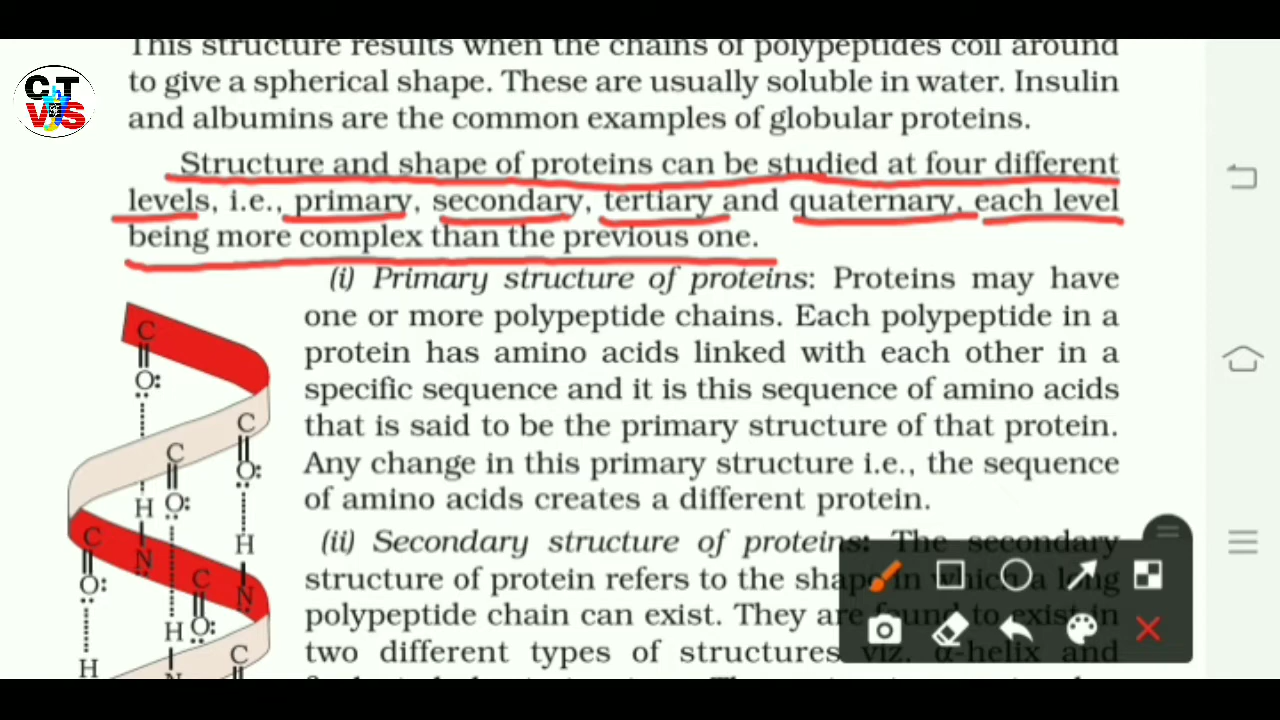 This structure results when the chains of polypeptides coil around
to give a spherical shape. These are usually soluble in water. Insulin
and albumins are the common examples of globular proteins.
Structure and shape of proteins can be studied at four different
levels, i.e., primary, secondary, tertiary and quaternary, each level
being more complex than the previous one.
(i) Primary structure of proteins: Proteins may have
one or more polypeptide chains. Each polypeptide in a
protein has amino acids linked with each other in a
specific sequence and it is this sequence of amino acids
that is said to be the primary structure of that protein.
Any change in this primary structure i.e., the sequence
of amino acids creates a different protein.
(ii) Secondary structure of proteins: The secondary
structure of protein refers to the shape in which a long
polypeptide chain can exist. They are found to exist in
two different types of structures viz. α-helix and
CT
VS
C
O:
C
C
O:
O:
H
C
H
N
O:
C
N
H
O:
C
H
N